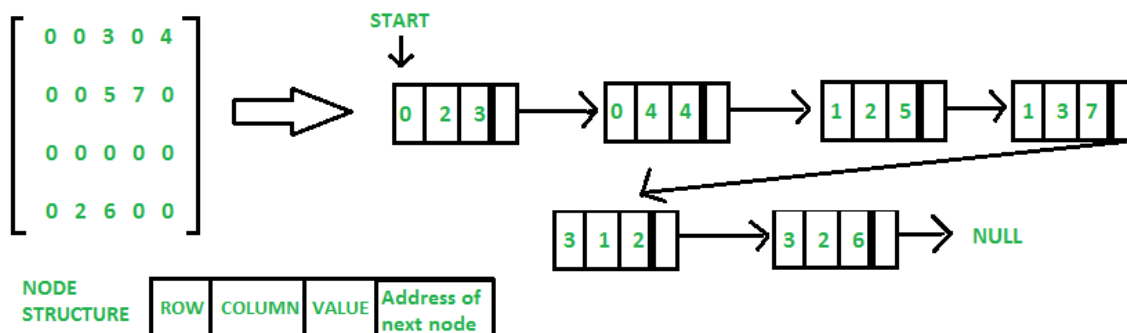 START
0 0 3 0 4
0 0 5 7 0
0 0 0 0 0
0 2 6 0 0
0 2 3
0 4 4
1 2 5
1 3 7
3 1 2
3 2 6
NULL
NODE
STRUCTURE
ROW
COLUMN
VALUE
Address of
next node